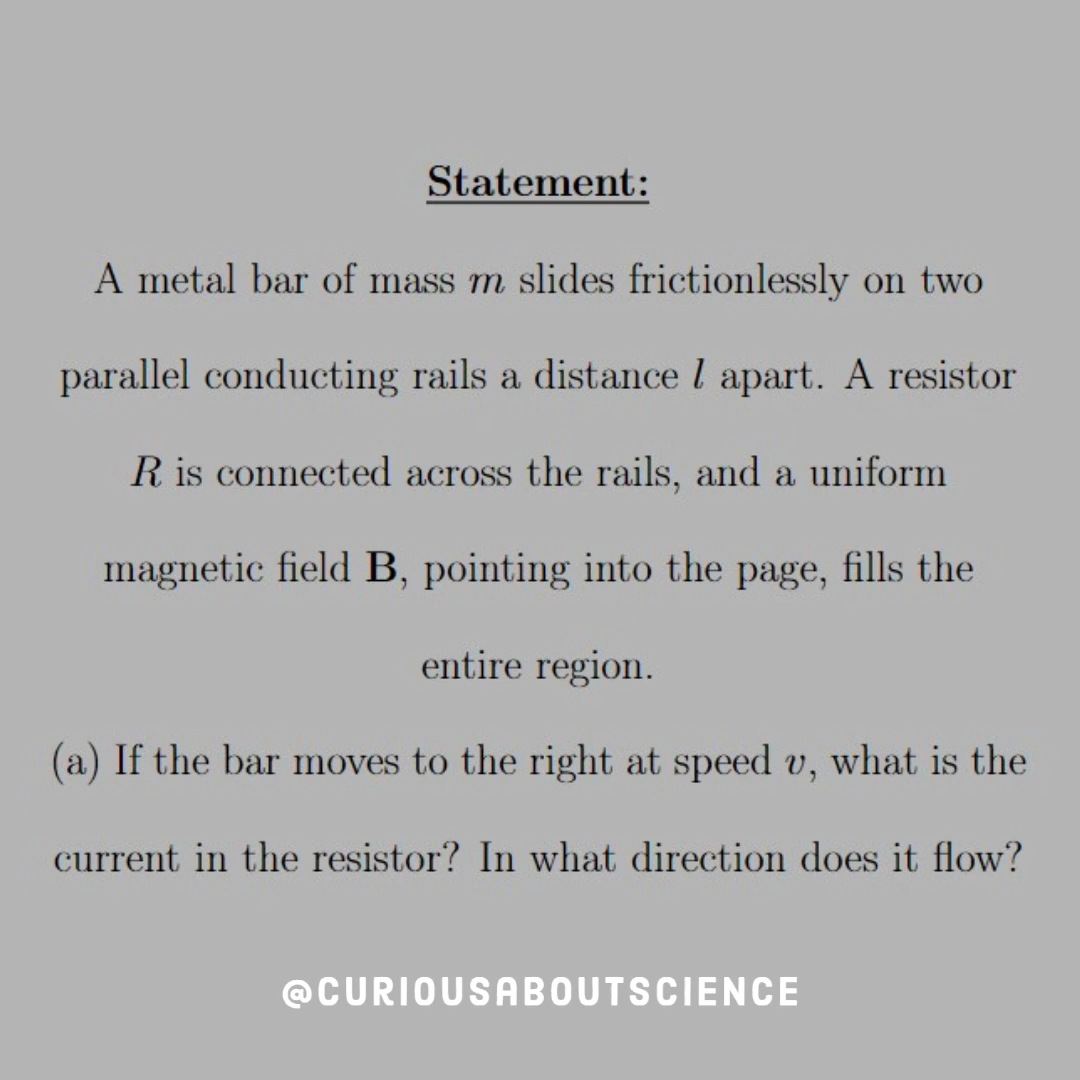 Statement:
A metal bar of mass m slides frictionlessly on two
parallel conducting rails a distance l apart. A resistor
R is connected across the rails, and a uniform
magnetic field B, pointing into the page, fills the
entire region.
(a) If the bar moves to the right at speed v, what is the
current in the resistor? In what direction does it flow?
@CURIOUSABOUTSCIENCE